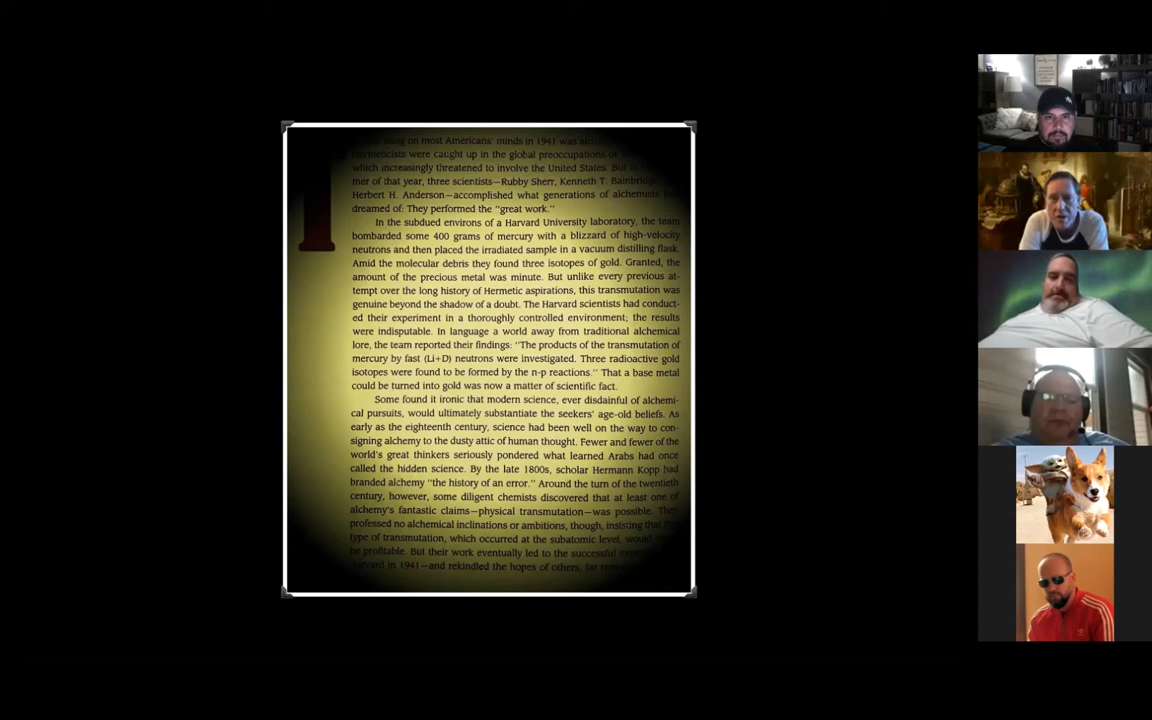 on most Americans' minds in 1941 was
Hermeticists were caught up in the global preoccupations of
which increasingly threatened to involve the United States. But
mer of that year, three scientists—Rubby Sherr, Kenneth T. Bainbridge
Herbert H. Anderson—accomplished what generations of alchemists
dreamed of: They performed the "great work."
In the subdued environs of a Harvard University laboratory, the team
bombarded some 400 grams of mercury with a blizzard of high-velocity
neutrons and then placed the irradiated sample in a vacuum distilling flask.
Amid the molecular debris they found three isotopes of gold. Granted, the
amount of the precious metal was minute. But unlike every previous at-
tempt over the long history of Hermetic aspirations, this transmutation was
genuine beyond the shadow of a doubt. The Harvard scientists had conduct-
ed their experiment in a thoroughly controlled environment; the results
were indisputable. In language a world away from traditional alchemical
lore, the team reported their findings: "The products of the transmutation of
mercury by fast (Li+D) neutrons were investigated. Three radioactive gold
isotopes were found to be formed by the n-p reactions." That a base metal
could be turned into gold was now a matter of scientific fact.
Some found it ironic that modern science, ever disdainful of alchemi-
cal pursuits, would ultimately substantiate the seekers' age-old beliefs. As
early as the eighteenth century, science had been well on the way to con-
signing alchemy to the dusty attic of human thought. Fewer and fewer of the
world's great thinkers seriously pondered what learned Arabs had once
called the hidden science. By the late 1800s, scholar Hermann Kopp had
branded alchemy "the history of an error." Around the turn of the twentieth
century, however, some diligent chemists discovered that at least one of
alchemy's fantastic claims—physical transmutation—was possible. They
professed no alchemical inclinations or ambitions, though, insisting that
type of transmutation, which occurred at the subatomic level, would
be profitable. But their work eventually led to the successful
Harvard in 1941—and rekindled the hopes of others, far